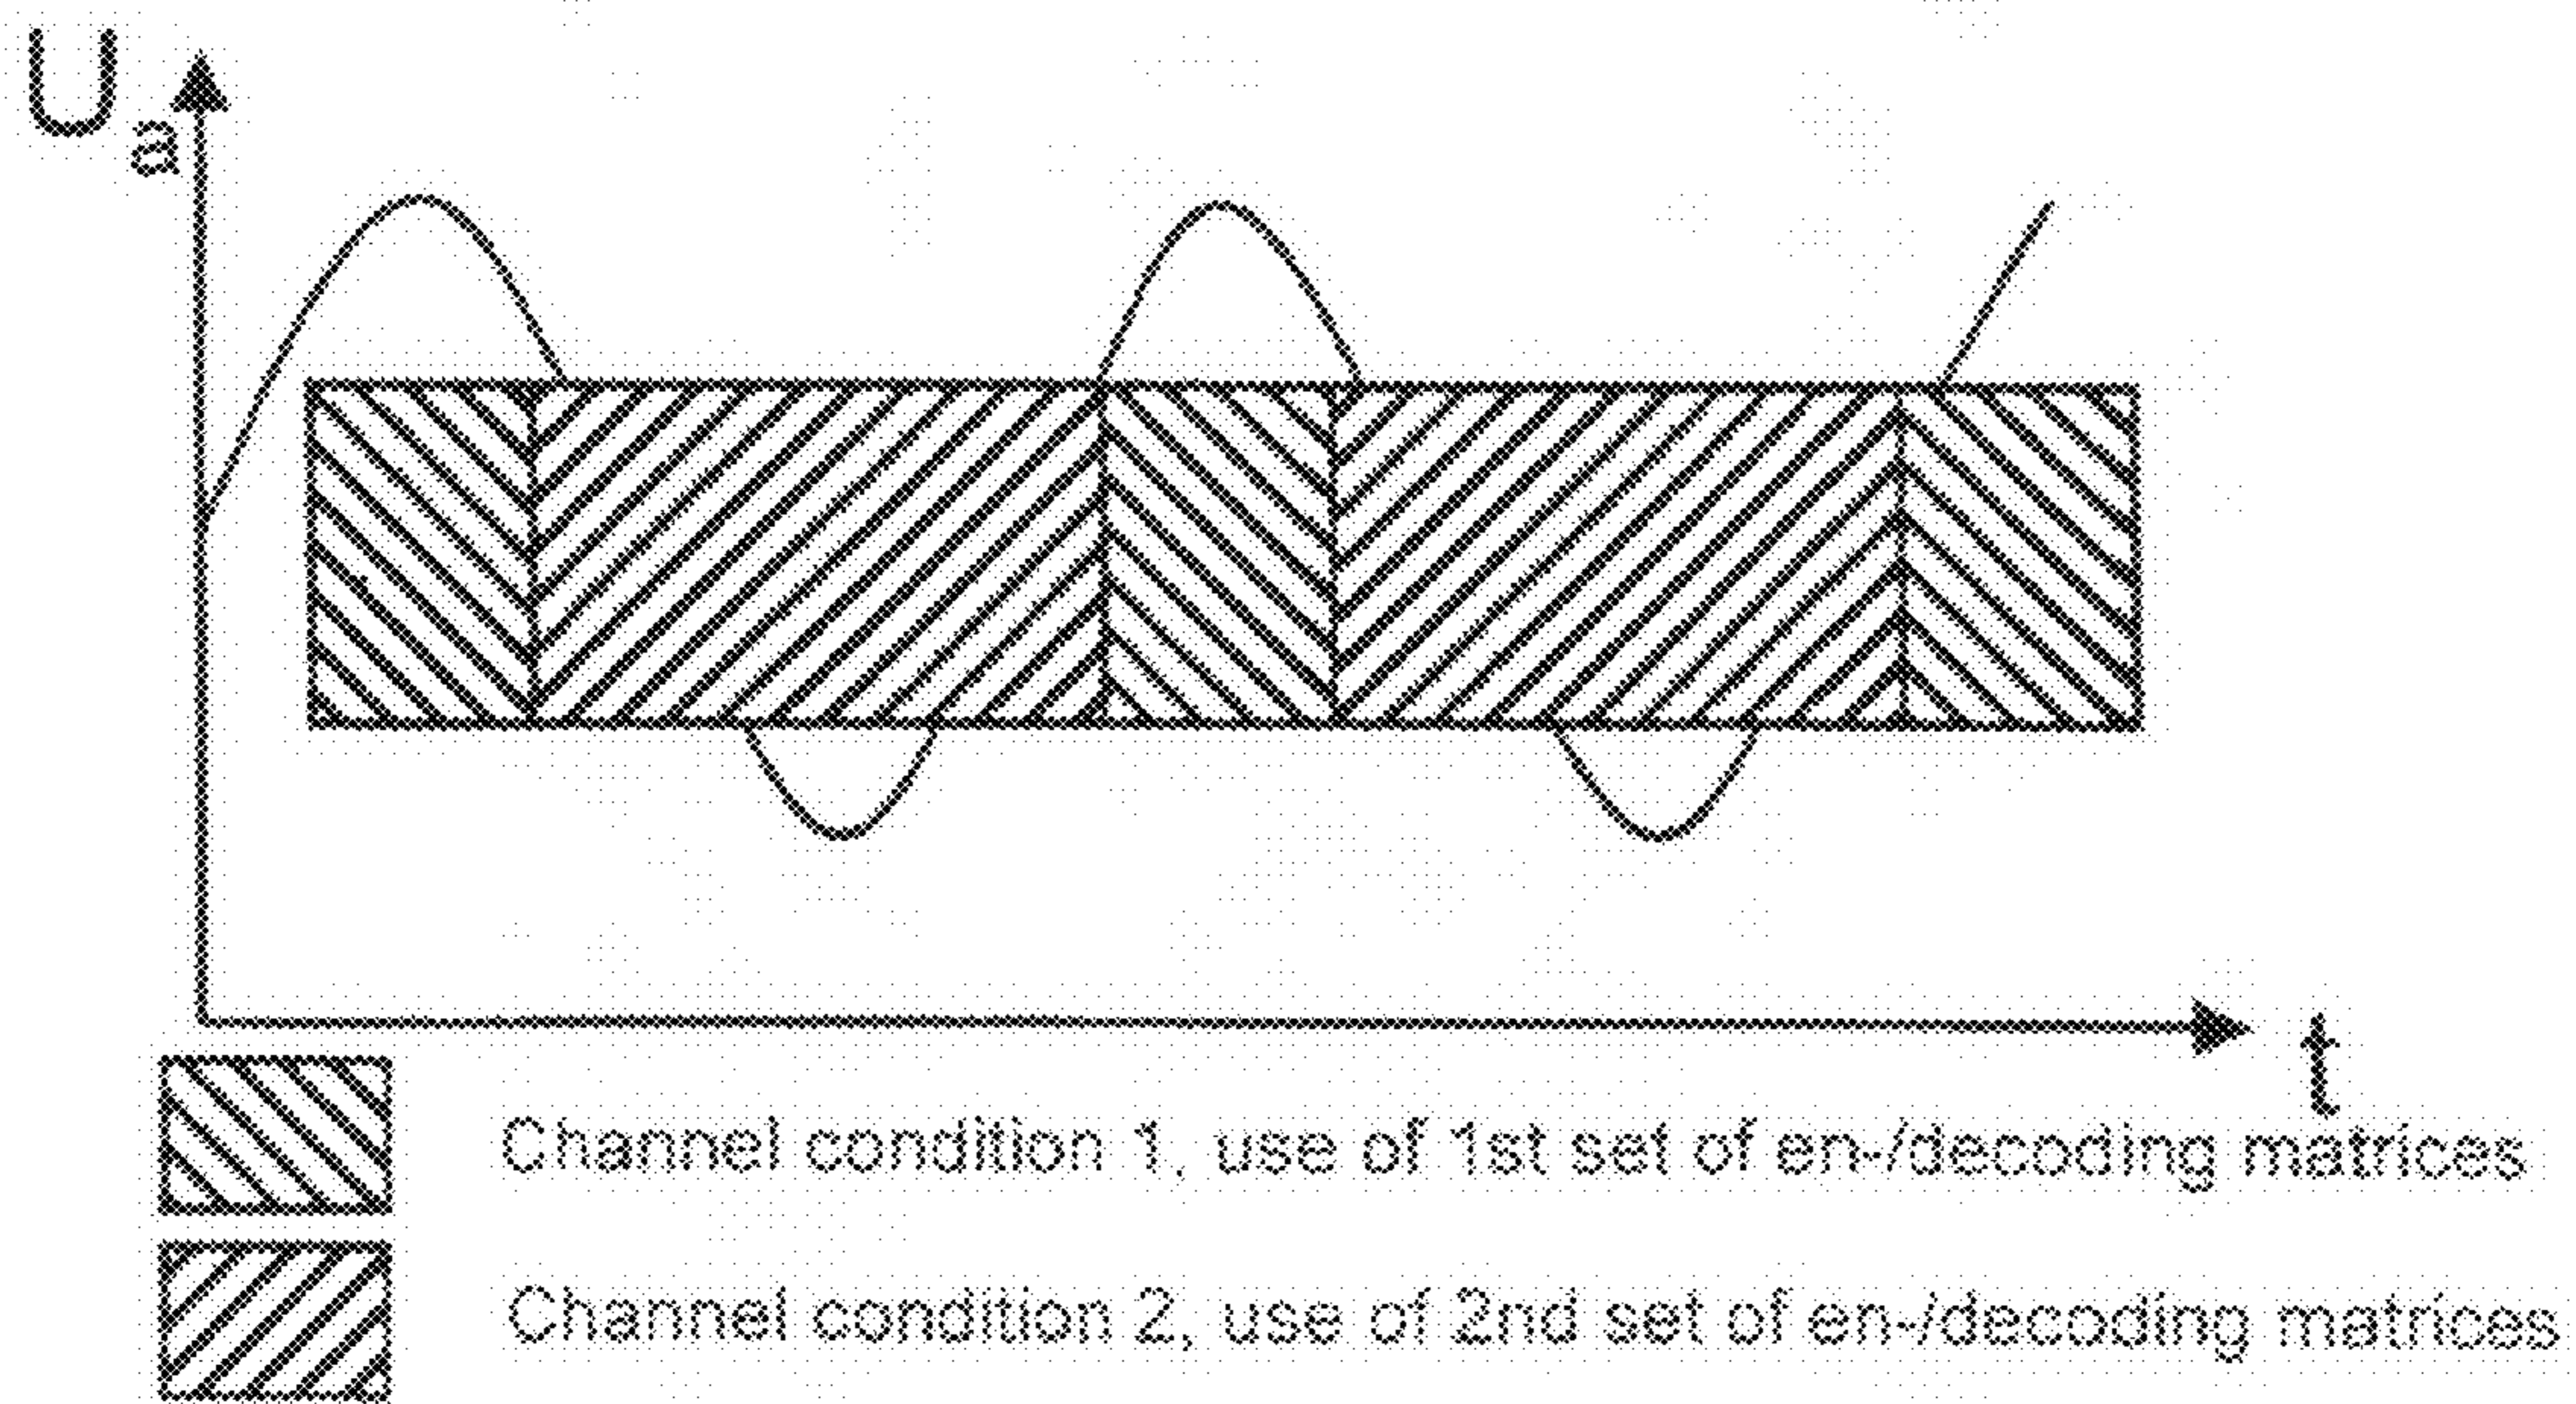 U
a
t
Channel condition 1, use of 1st set of en-/decoding matrices
Channel condition 2, use of 2nd set of en-/decoding matrices